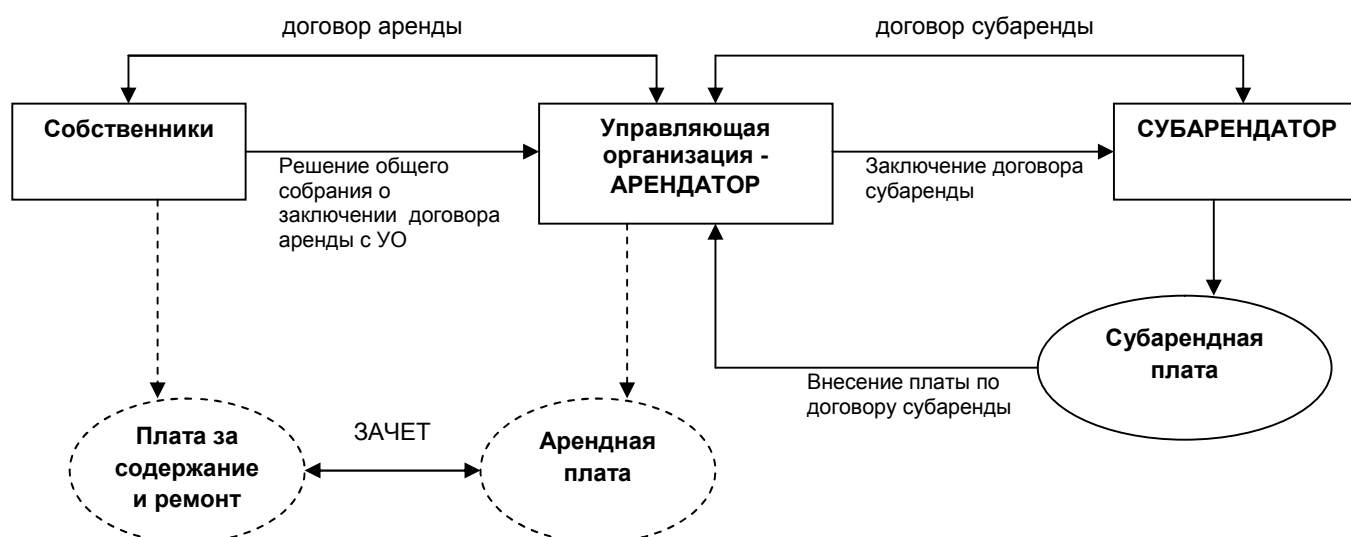 договор аренды
договор субаренды
Собственники
Управляющая
организация -
АРЕНДАТОР
СУБАРЕНДАТОР
Решение общего
собрания о
заключении договора
аренды с УО
Заключение договора
субаренды
Субарендная
плата
Внесение платы по
договору субаренды
Плата за
содержание
и ремонт
ЗАЧЕТ
Арендная
плата